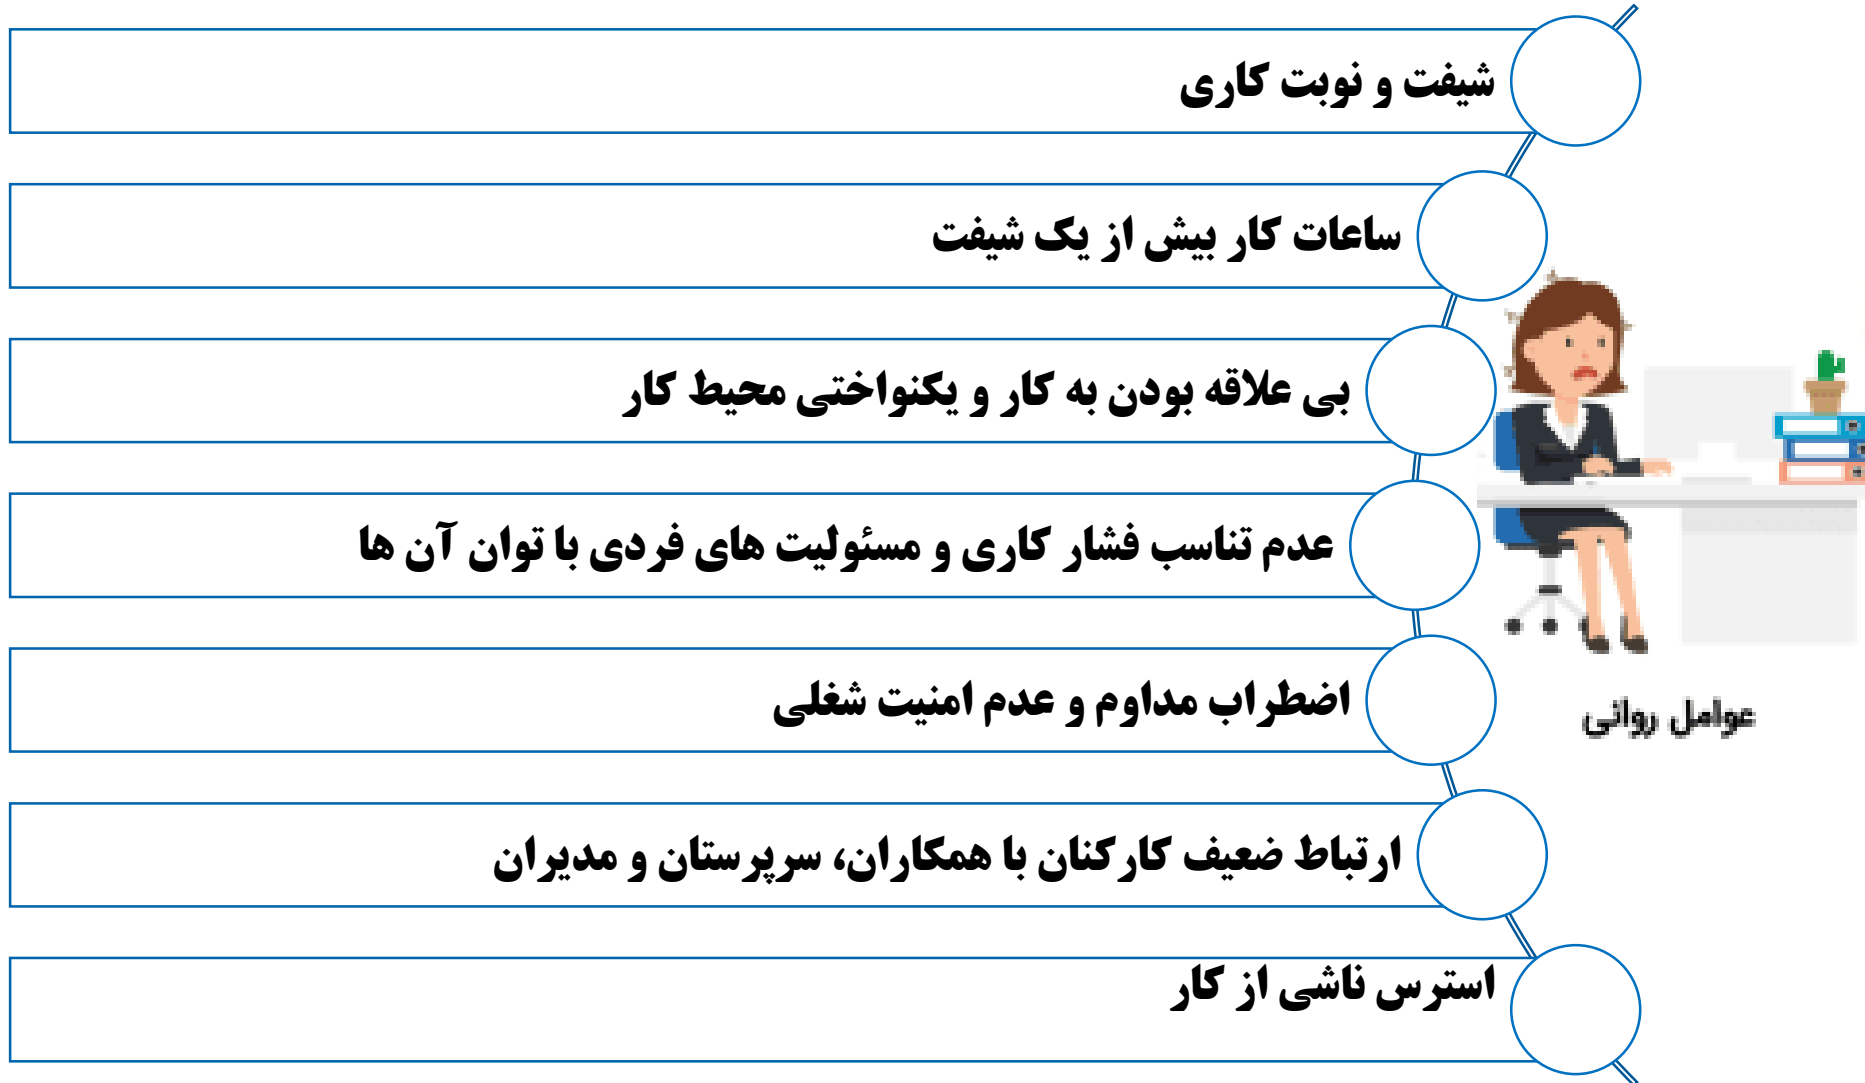 شیفت و نوبت کاری
ساعات کار بیش از یک شیفت
بی علاقه بودن به کار و یکنواختی محیط کار
عدم تناسب فشار کاری و مسئولیت های فردی با توان آن ها
اضطراب مداوم و عدم امنیت شغلی
ارتباط ضعیف کارکنان با همکاران، سرپرستان و مدیران
استرس ناشی از کار
عوامل روانی